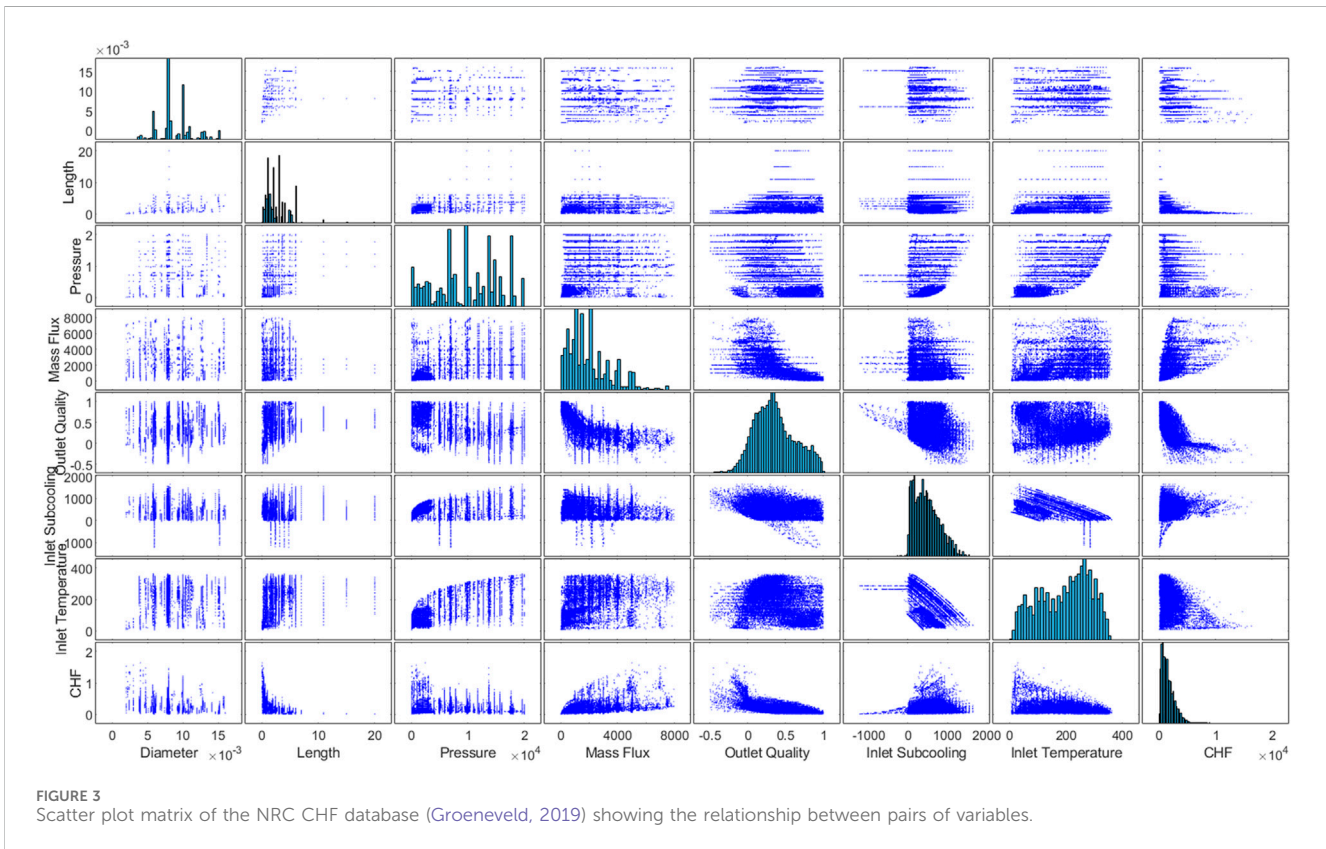 ×10⁻³
15
10
5
0
20
10
0
Length
2
1
0
Pressure
8000
6000
4000
2000
0
Mass Flux
1
0.5
0
-0.5
Outlet Quality
2000
1000
0
-1000
Inlet Subcooling
400
200
0
Inlet Temperature
2
1
0
CHF
0 5 10 15 0 10 20 0 1 2 0 4000 8000 -0.5 0 0.5 1 -1000 0 1000 2000 0 200 400 0 1 2
Diameter ×10⁻³ Length Pressure ×10⁴ Mass Flux Outlet Quality Inlet Subcooling Inlet Temperature CHF ×10⁴
FIGURE 3
Scatter plot matrix of the NRC CHF database (Groeneveld, 2019) showing the relationship between pairs of variables.